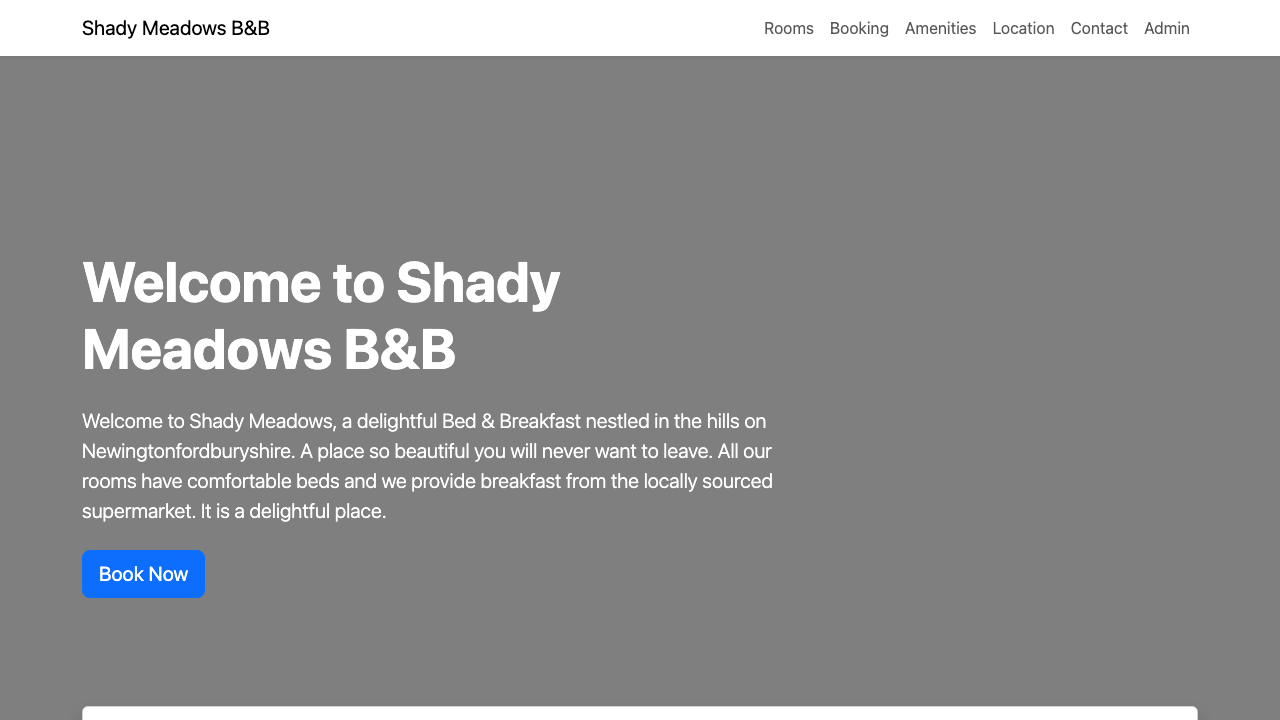 Shady Meadows B&B
Rooms Booking Amenities Location Contact Admin
Welcome to Shady
Meadows B&B
Welcome to Shady Meadows, a delightful Bed & Breakfast nestled in the hills on
Newingtonfordburyshire. A place so beautiful you will never want to leave. All our
rooms have comfortable beds and we provide breakfast from the locally sourced
supermarket. It is a delightful place.
Book Now